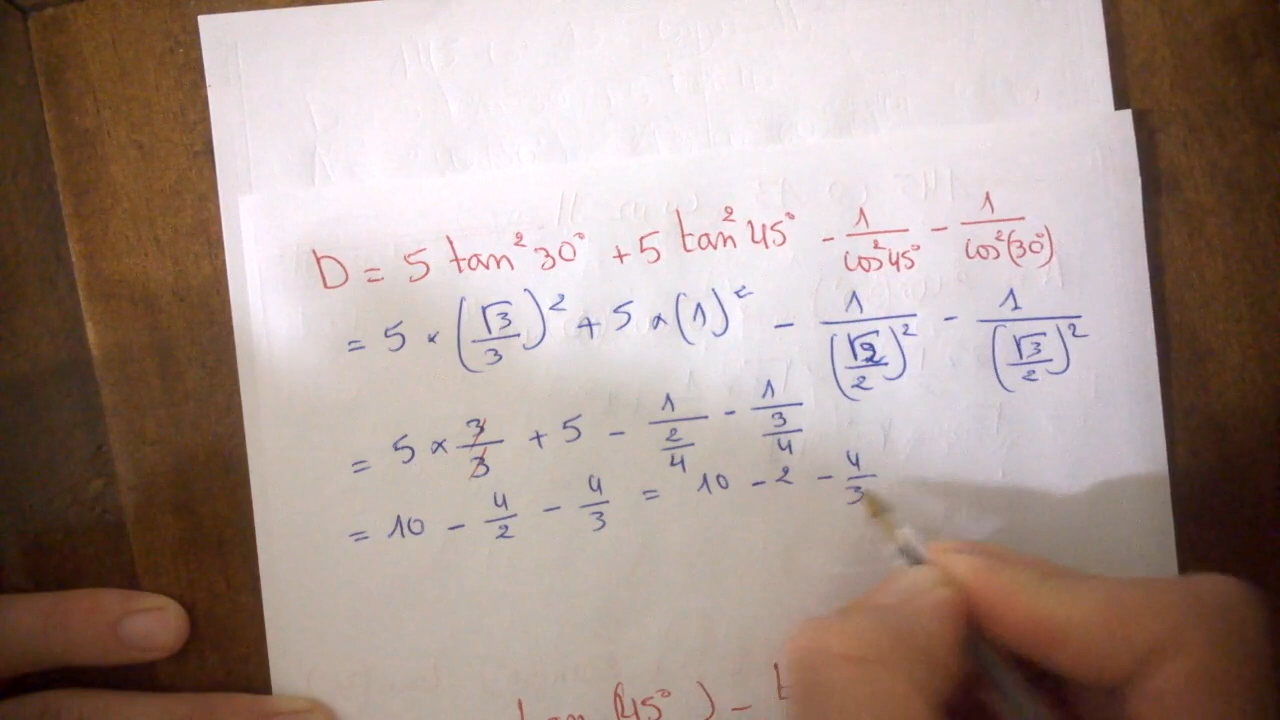 D = 5 tan²30° + 5 tan²45° - 1/cos²45° - 1/cos²(30°)
= 5 × (√3/3)² + 5 × (1)² - 1/(√2/2)² - 1/(√3/2)²
= 5 × 3/3 + 5 - 1/(2/4) - 1/(3/4)
= 10 - 4/2 - 4/3 = 10 - 2 - 4/3
tan (45°) -